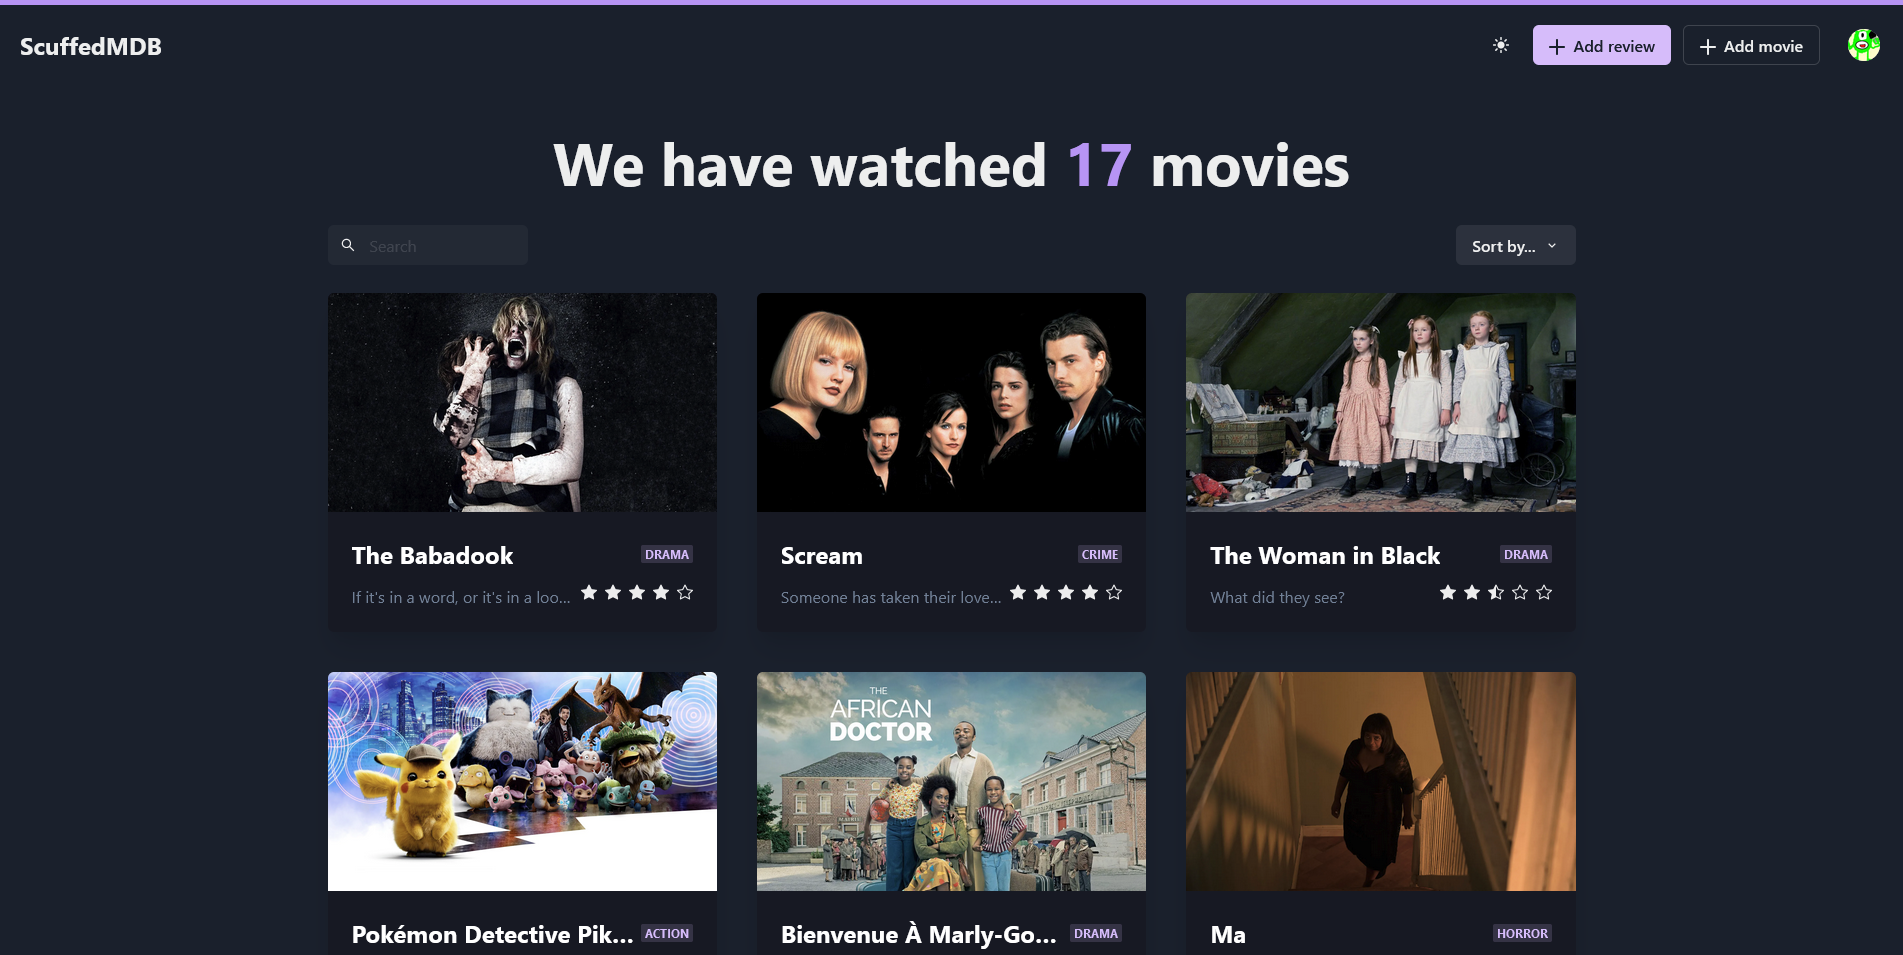 ScuffedMDB
Add review
Add movie
We have watched 17 movies
Search
Sort by...
The Babadook
DRAMA
If it's in a word, or it's in a loo...
Scream
CRIME
Someone has taken their love...
The Woman in Black
DRAMA
What did they see?
THE
AFRICAN
DOCTOR
Pokémon Detective Pik...
ACTION
Bienvenue À Marly-Go...
DRAMA
Ma
HORROR